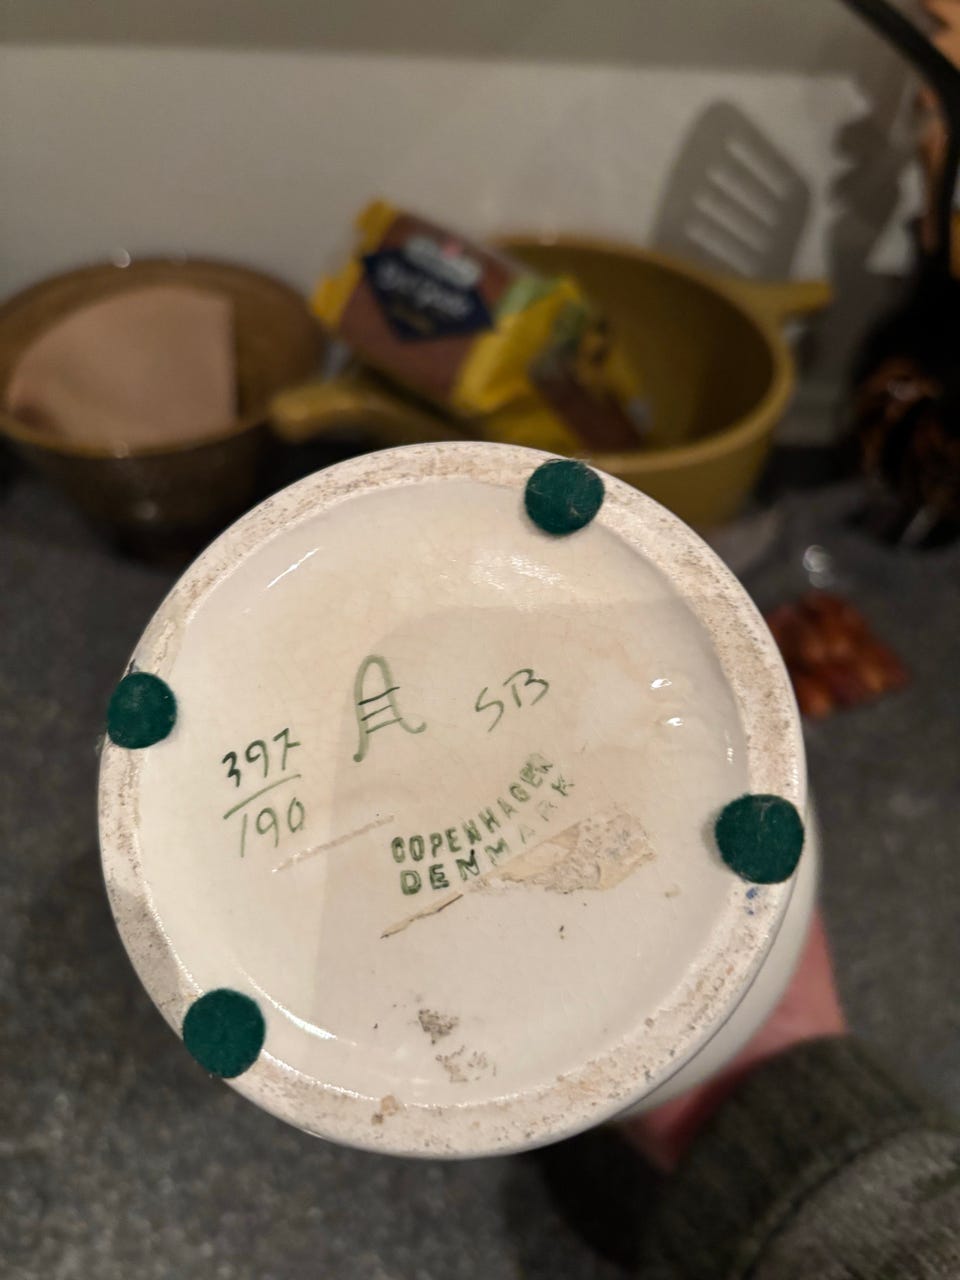 A
SB
397
190
COPENHAGEN
DENMARK